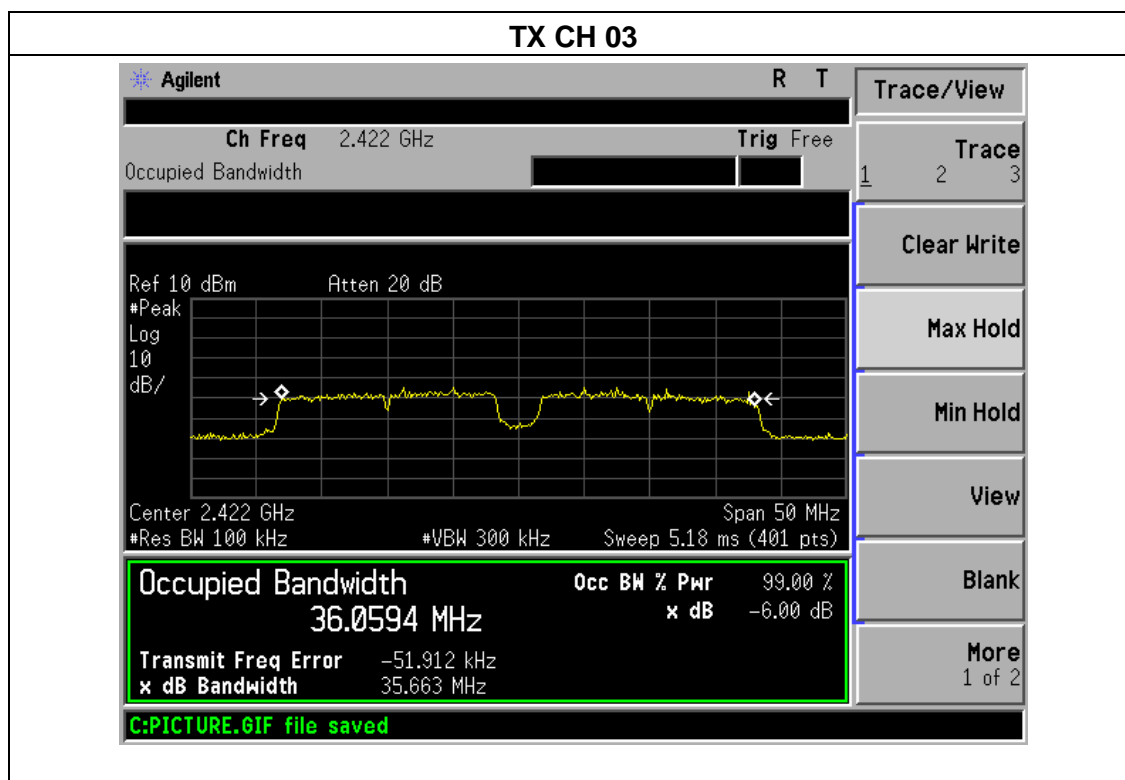 TX CH 03
Agilent R T
Ch Freq 2.422 GHz Trig Free
Occupied Bandwidth
Ref 10 dBm Atten 20 dB
#Peak
Log
10
dB/
Center 2.422 GHz Span 50 MHz
#Res BW 100 kHz #VBW 300 kHz Sweep 5.18 ms (401 pts)
Occupied Bandwidth Occ BW % Pwr 99.00 %
36.0594 MHz x dB -6.00 dB
Transmit Freq Error -51.912 kHz
x dB Bandwidth 35.663 MHz
C:PICTURE.GIF file saved
Trace/View
Trace
1 2 3
Clear Write
Max Hold
Min Hold
View
Blank
More
1 of 2